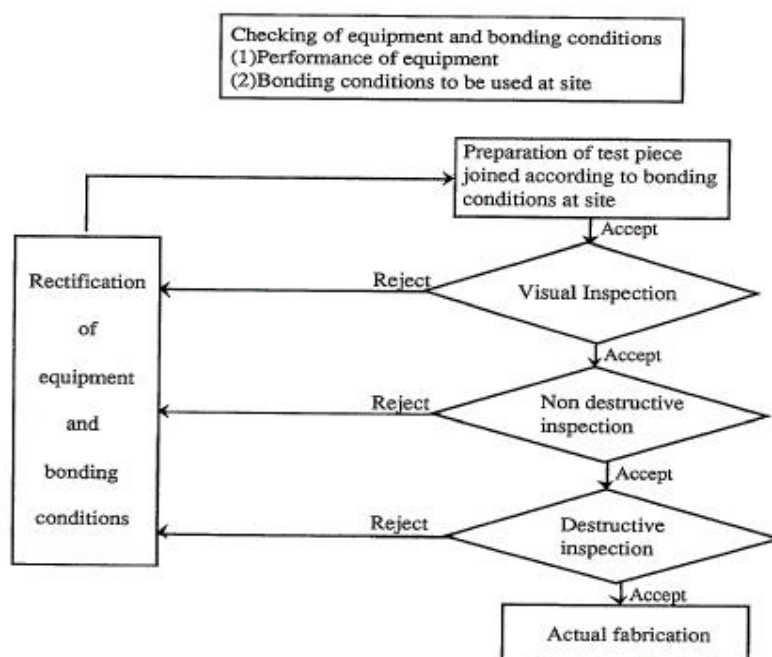 Checking of equipment and bonding conditions
(1)Performance of equipment
(2)Bonding conditions to be used at site
Preparation of test piece
joined according to bonding
conditions at site
Accept
Rectification
of
equipment
and
bonding
conditions
Reject
Visual Inspection
Accept
Reject
Non destructive
inspection
Accept
Reject
Destructive
inspection
Accept
Actual fabrication